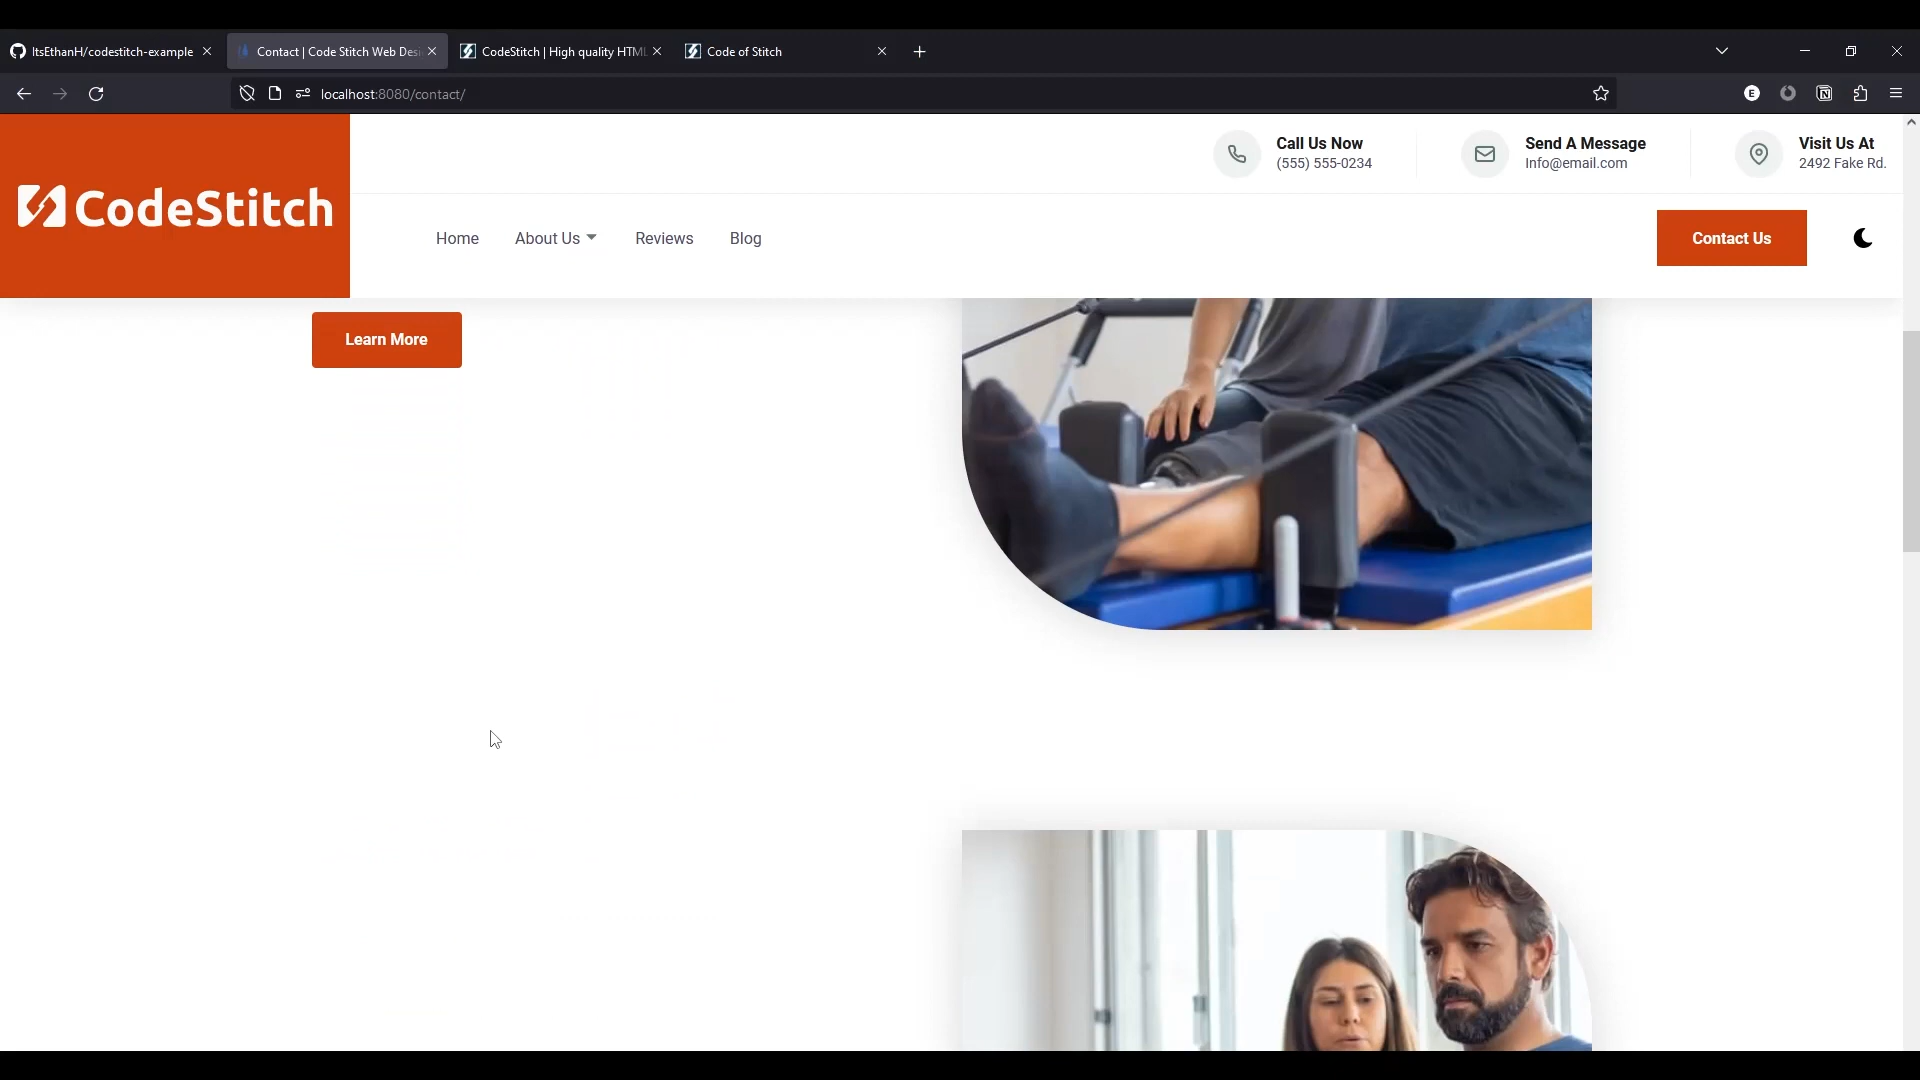 ItsEthanH/codestitch-example
Contact | Code Stitch Web Des
CodeStitch | High quality HTML
Code of Stitch
localhost:8080/contact/
E
N
Call Us Now
(555) 555-0234
Send A Message
Info@email.com
Visit Us At
2492 Fake Rd.
CodeStitch
Home
About Us
Reviews
Blog
Contact Us
Learn More